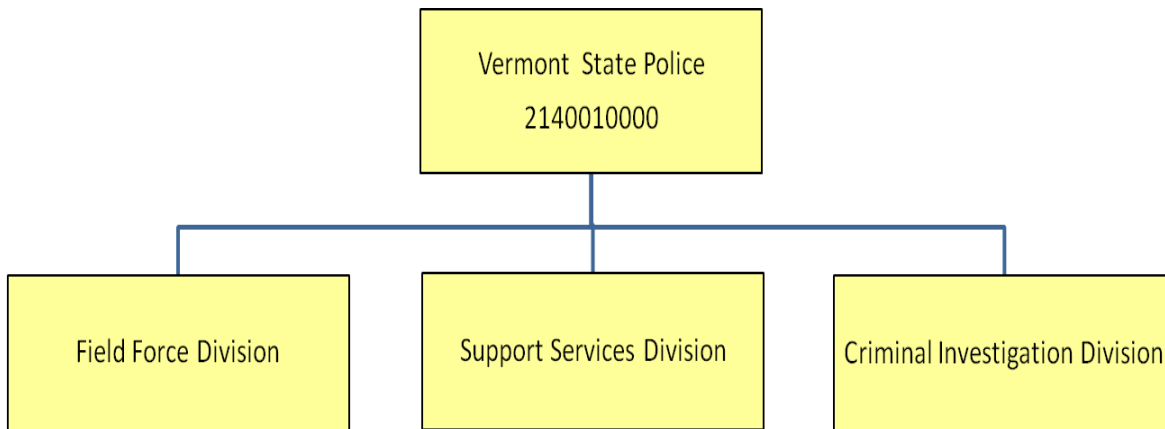 Vermont State Police
2140010000
Field Force Division
Support Services Division
Criminal Investigation Division